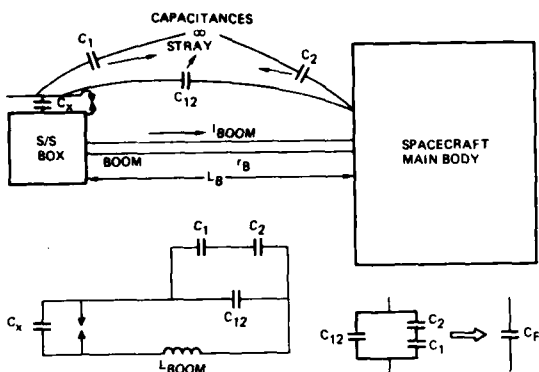 CAPACITANCES
∞
STRAY
C1
C2
C12
Cx
S/S
BOX
IBOOM
BOOM
rB
LB
SPACECRAFT
MAIN BODY
C1
C2
C12
Cx
LBOOM
C12
C2
C1
CF